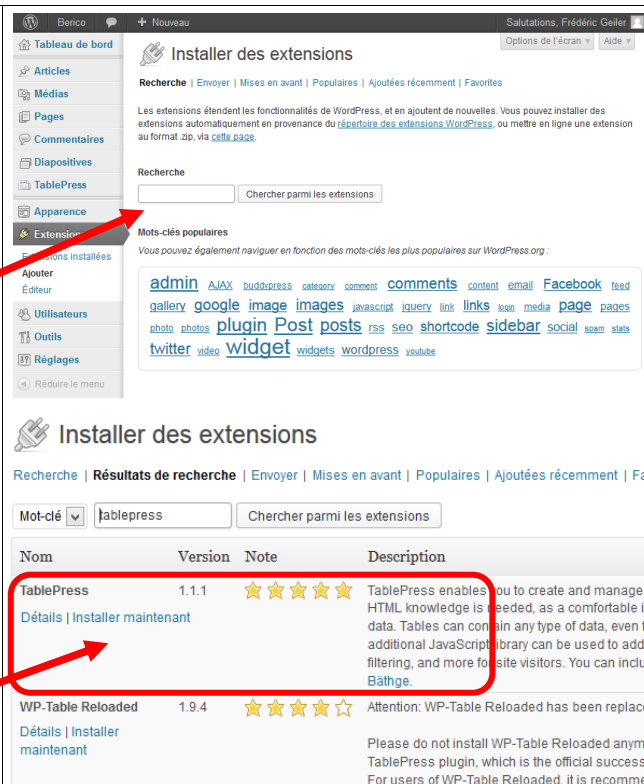 Berico + Nouveau Salutations, Frédéric Geiler
Options de l'écran Aide
Tableau de bord
Articles
Médias
Pages
Commentaires
Diapositives
TablePress
Apparence
Extensions
Extensions installées
Ajouter
Éditeur
Utilisateurs
Outils
Réglages
Réduire le menu
Installer des extensions
Recherche | Envoyer | Mises en avant | Populaires | Ajoutées récemment | Favorites
Les extensions étendent les fonctionnalités de WordPress, et en ajoutent de nouvelles. Vous pouvez installer des
extensions automatiquement en provenance du répertoire des extensions WordPress, ou mettre en ligne une extension
au format .zip, via cette page.
Recherche
Chercher parmi les extensions
Mots-clés populaires
Vous pouvez également naviguer en fonction des mots-clés les plus populaires sur WordPress.org :
admin AJAX buddypress category comment comments content email Facebook feed
gallery google image images javascript jquery link links login media page pages
photo photos plugin Post posts rss seo shortcode sidebar social spam stats
twitter video widget widgets wordpress youtube
Installer des extensions
Recherche | Résultats de recherche | Envoyer | Mises en avant | Populaires | Ajoutées récemment | Fa
Mot-clé tablepress Chercher parmi les extensions
Nom Version Note Description
TablePress 1.1.1 TablePress enables you to create and manage
Détails | Installer maintenant
HTML knowledge is needed, as a comfortable i
data. Tables can contain any type of data, even f
additional JavaScript library can be used to add
filtering, and more for site visitors. You can inclu
Bäthge.
WP-Table Reloaded 1.9.4 Attention: WP-Table Reloaded has been replac
Détails | Installer
maintenant
Please do not install WP-Table Reloaded anym
TablePress plugin, which is the official success
For users of WP-Table Reloaded, it is recomme